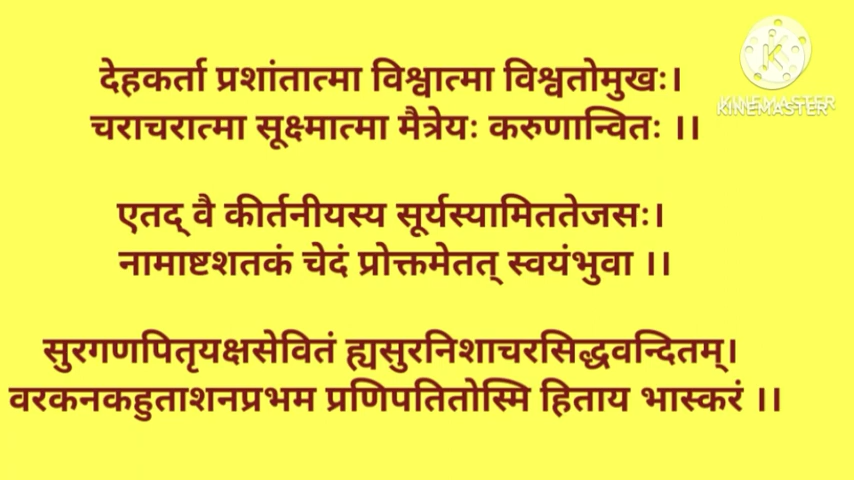 देहकर्ता प्रशांतात्मा विश्वात्मा विश्वतोमुखः।
चराचरात्मा सूक्ष्मात्मा मैत्रेयः करुणान्वितः ।।
एतद् वै कीर्तनीयस्य सूर्यस्यामिततेजसः।
नामाष्टशतकं चेदं प्रोक्तमेतत् स्वयंभुवा ।।
सुरगणपितृयक्षसेवितं ह्यसुरनिशाचरसिद्धवन्दितम्।
वरकनकहुताशनप्रभम प्रणिपतितोस्मि हिताय भास्करं ।।
KINEMASTER
KINEMASTER